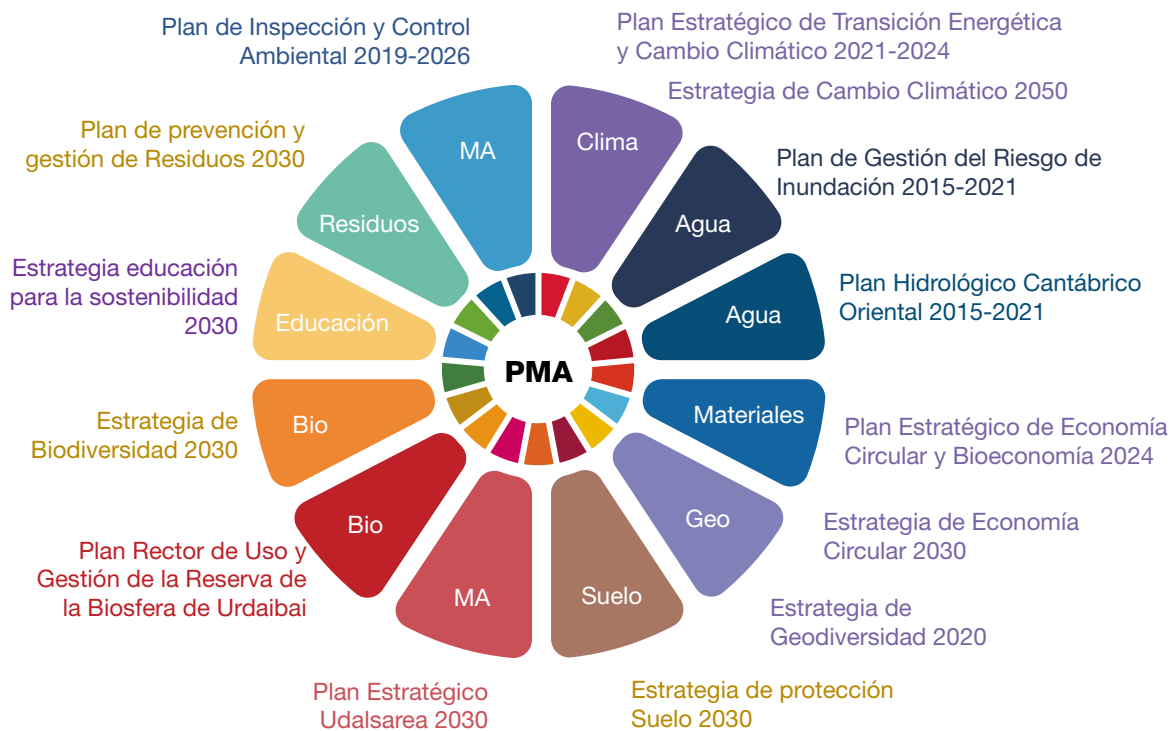 Plan de Inspección y Control
Ambiental 2019-2026
Plan Estratégico de Transición Energética
y Cambio Climático 2021-2024
Estrategia de Cambio Climático 2050
Plan de prevención y
gestión de Residuos 2030
Plan de Gestión del Riesgo de
Inundación 2015-2021
MA
Clima
Residuos
Agua
Estrategia educación
para la sostenibilidad
2030
Plan Hidrológico Cantábrico
Oriental 2015-2021
Educación
Agua
PMA
Estrategia de
Biodiversidad 2030
Bio
Materiales
Plan Estratégico de Economía
Circular y Bioeconomía 2024
Bio
Geo
Estrategia de Economía
Circular 2030
Plan Rector de Uso y
Gestión de la Reserva de
la Biosfera de Urdaibai
MA
Suelo
Estrategia de
Geodiversidad 2020
Plan Estratégico
Udalsarea 2030
Estrategia de protección
Suelo 2030